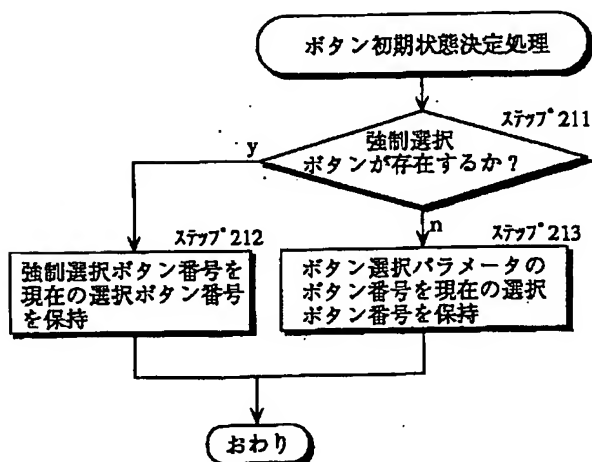 ボタン初期状態決定処理
ステップ211
強制選択
ボタンが存在するか?
y
n
ステップ212
強制選択ボタン番号を
現在の選択ボタン番号
を保持
ステップ213
ボタン選択パラメータの
ボタン番号を現在の選択
ボタン番号を保持
おわり